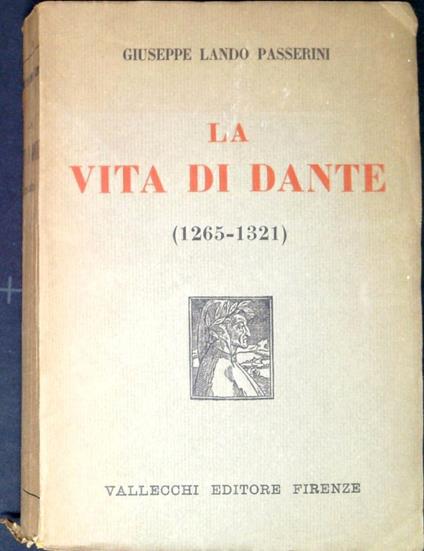 GIUSEPPE LANDO PASSERINI
LA
VITA DI DANTE
(1265-1321)
VALLECCHI EDITORE FIRENZE